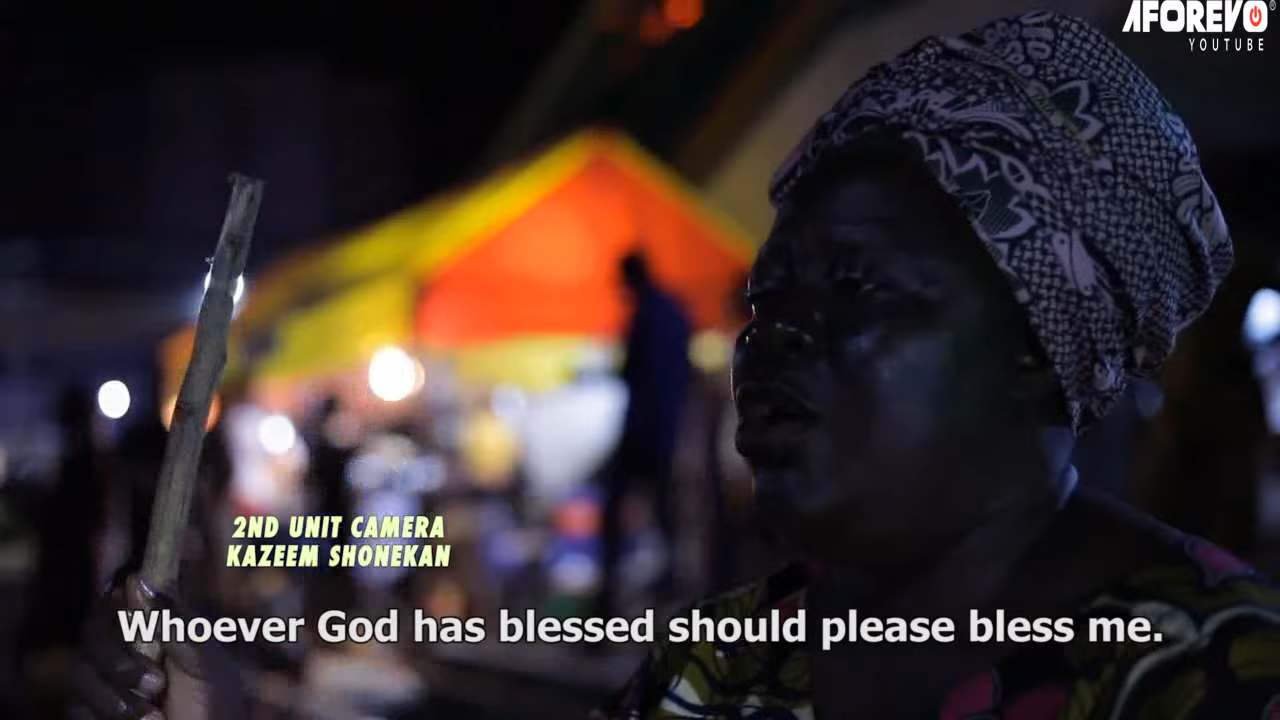 AFOREVO
YOUTUBE
2ND UNIT CAMERA
KAZEEM SHONEKAN
Whoever God has blessed should please bless me.